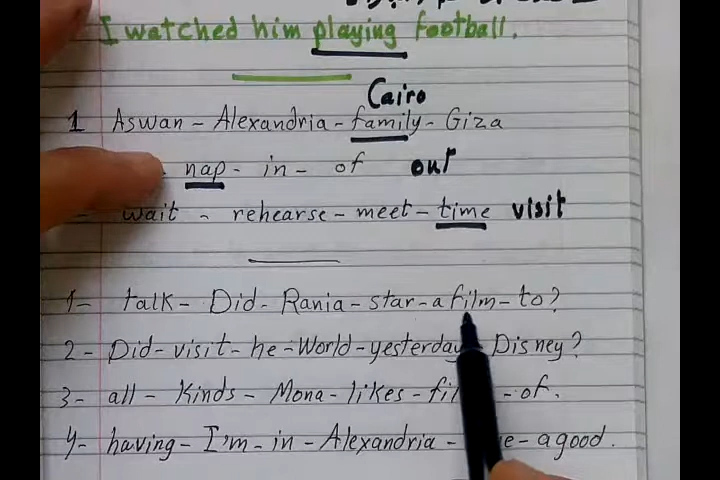 I watched him playing football.
Cairo
1 Aswan - Alexandria - family - Giza
nap - in - of out
wait - rehearse - meet - time visit
1- talk - Did - Rania - star - a film - to?
2- Did - visit - he - World - yesterday - Disney?
3- all - Kinds - Mona - likes - - of.
4- having - I'm - in - Alexandria - - a good.